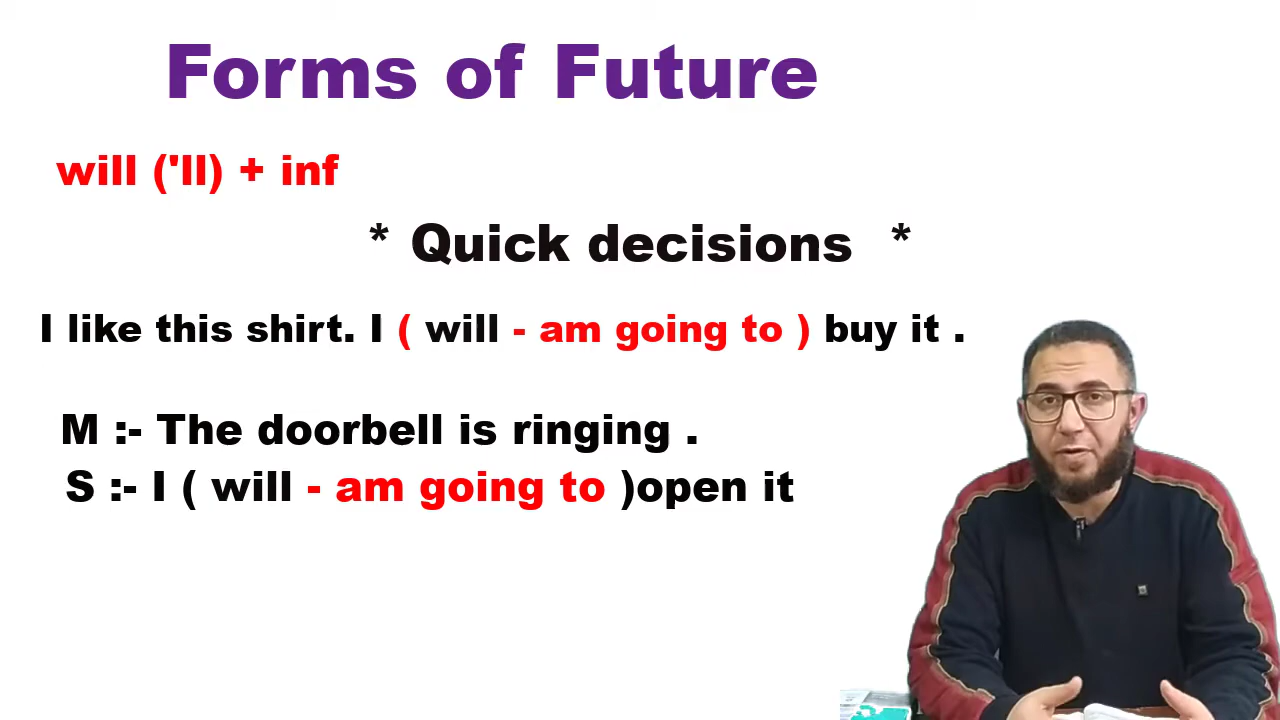 Forms of Future
will ('ll) + inf
* Quick decisions *
I like this shirt. I ( will - am going to ) buy it .
M :- The doorbell is ringing .
S :- I ( will - am going to )open it